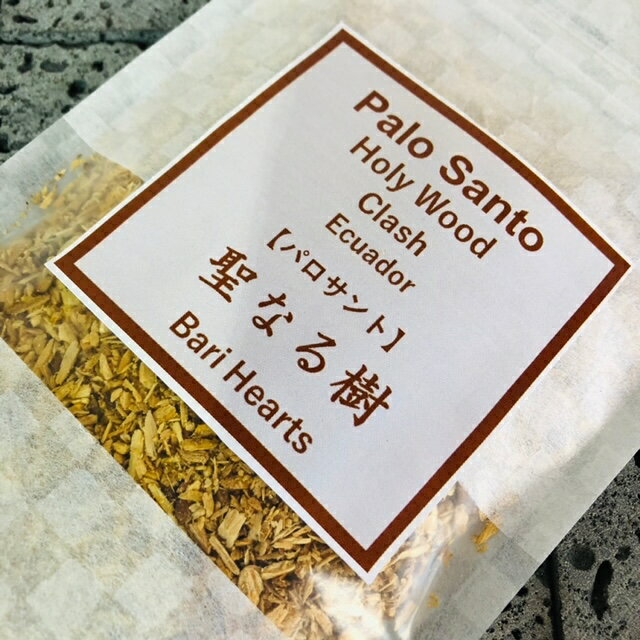 Palo Santo
Holy Wood
Clash
Ecuador
【パロサント】
聖なる樹
Bari Hearts